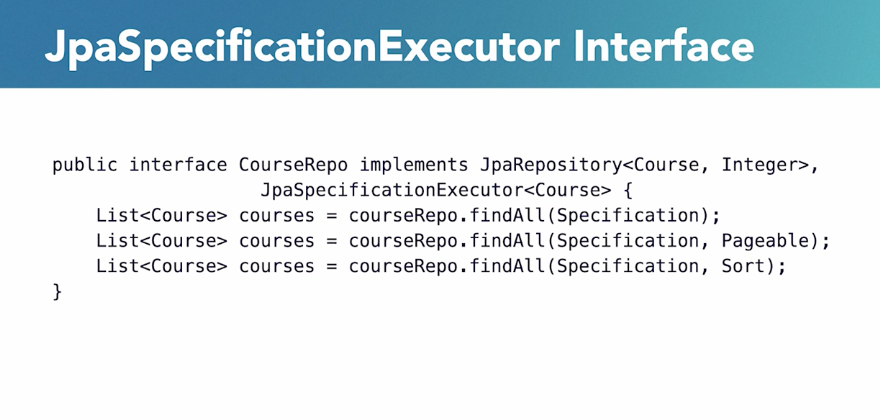 JpaSpecificationExecutor Interface
public interface CourseRepo implements JpaRepository<Course, Integer>,
JpaSpecificationExecutor<Course> {
List<Course> courses = courseRepo.findAll(Specification);
List<Course> courses = courseRepo.findAll(Specification, Pageable);
List<Course> courses = courseRepo.findAll(Specification, Sort);
}